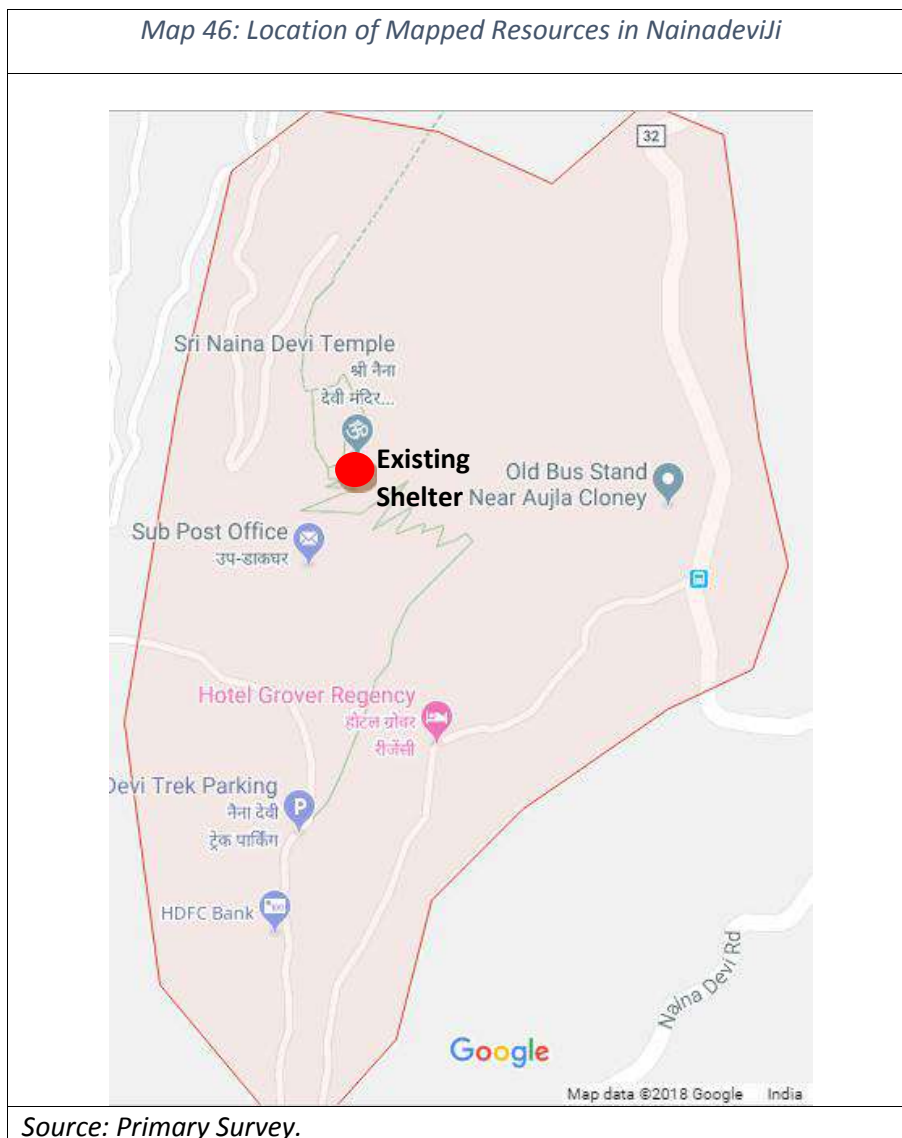 Map 46: Location of Mapped Resources in NainadeviJi
32
Sri Naina Devi Temple
श्री नैना
देवी मंदिर...
Existing
Shelter
Old Bus Stand
Near Aujla Cloney
Sub Post Office
उप-डाकघर
Hotel Grover Regency
होटल ग्रोवर
रीजेंसी
Devi Trek Parking
नैना देवी
ट्रेक पार्किंग
P
HDFC Bank
Naina Devi Rd
Google
Map data ©2018 Google India
Source: Primary Survey.